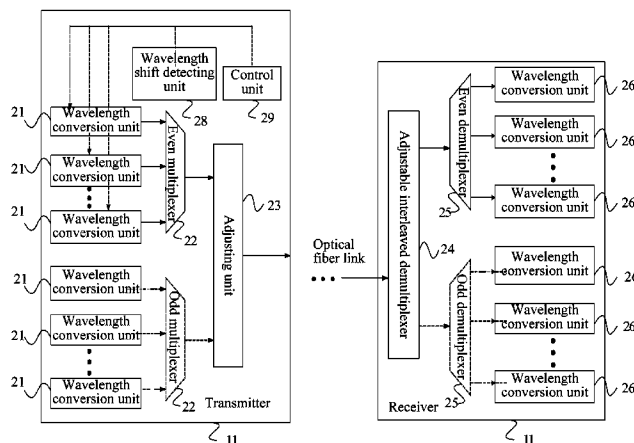 Wavelength
shift detecting
unit
28
Control
unit
29
21
Wavelength
conversion unit
21
Wavelength
conversion unit
21
Wavelength
conversion unit
Even multiplexer
22
21
Wavelength
conversion unit
21
Wavelength
conversion unit
21
Wavelength
conversion unit
Odd multiplexer
22
Adjusting unit
23
Transmitter
11
Optical
fiber link
Adjustable interleaved demultiplexer
24
Even demultiplexer
25
Wavelength
conversion unit
26
Wavelength
conversion unit
26
Wavelength
conversion unit
26
Odd demultiplexer
25
Wavelength
conversion unit
26
Wavelength
conversion unit
26
Wavelength
conversion unit
26
Receiver
11